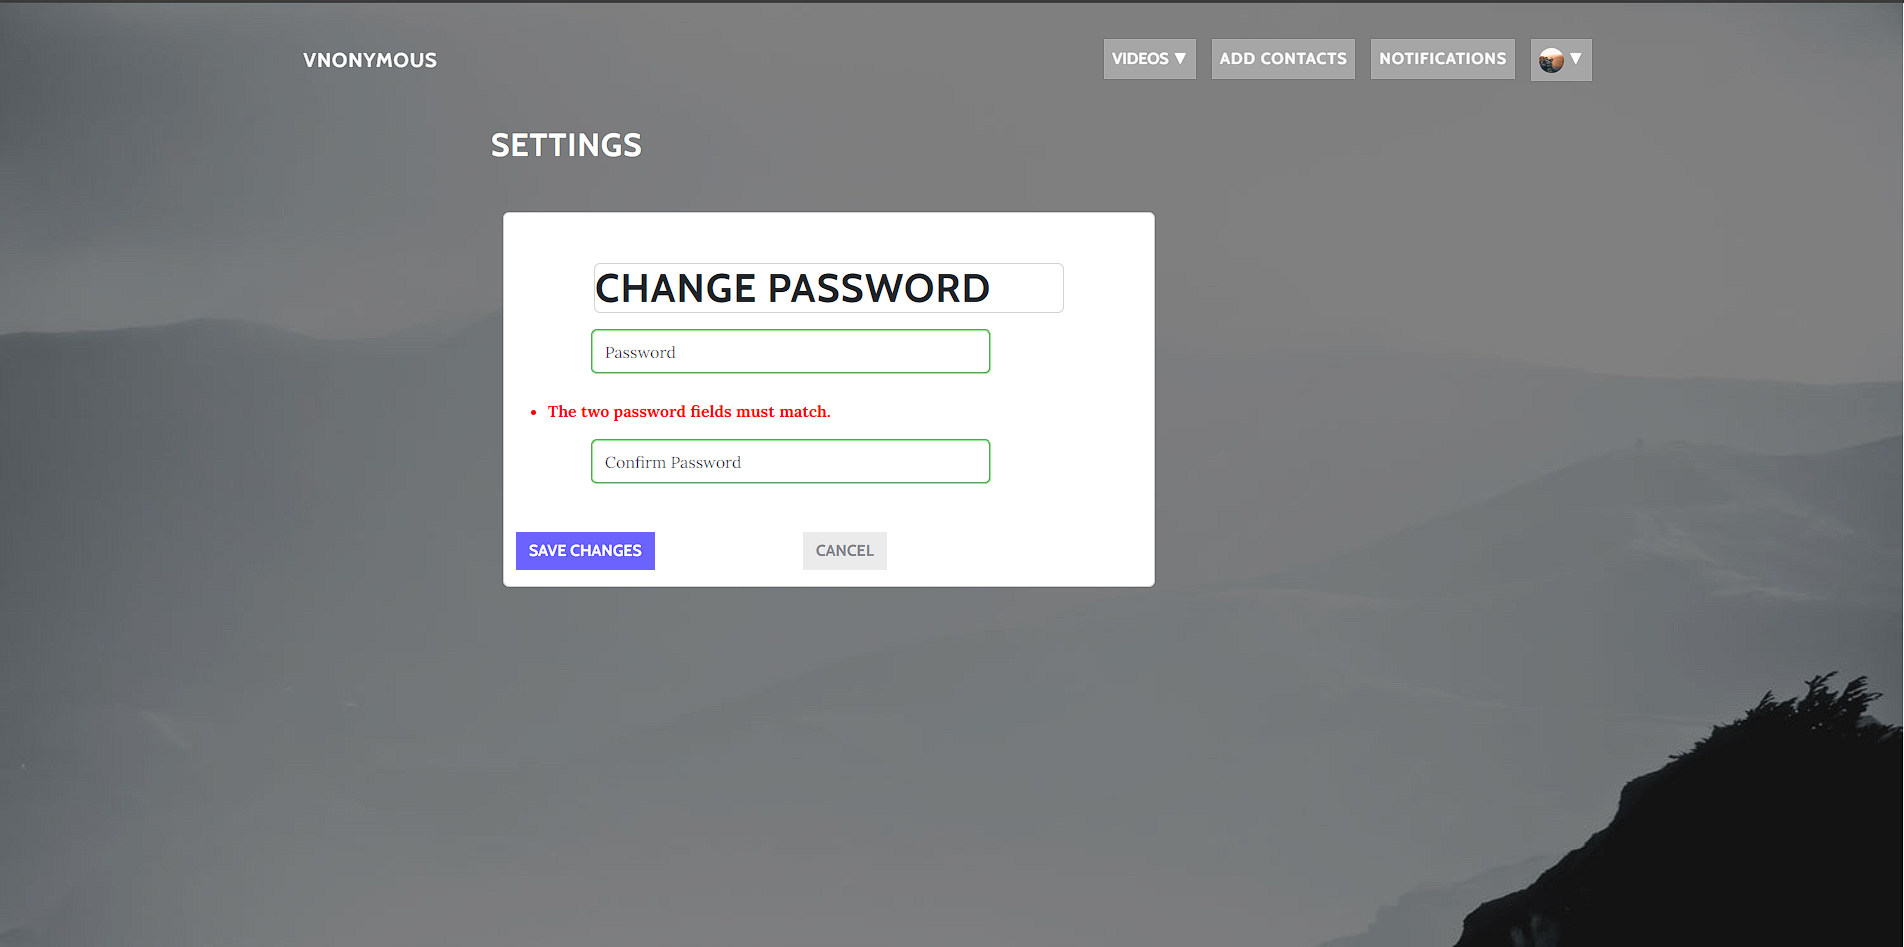 VNONYMOUS
VIDEOS ▼ ADD CONTACTS NOTIFICATIONS ▼
SETTINGS
CHANGE PASSWORD
Password
• The two password fields must match.
Confirm Password
SAVE CHANGES CANCEL